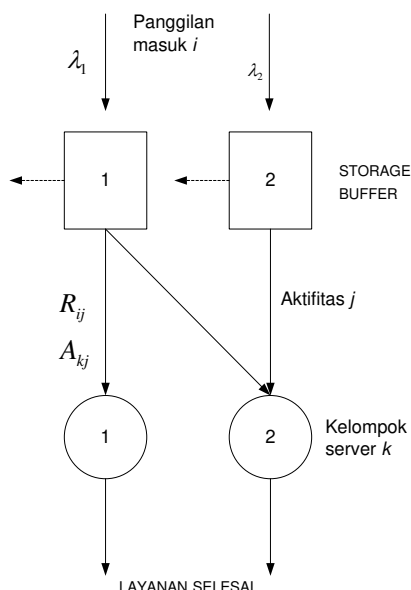 Panggilan
masuk i
λ₁
λ₂
1
2
STORAGE
BUFFER
Rᵢⱼ
Aₖⱼ
Aktifitas j
1
2
Kelompok
server k
LAYANAN SELESAI